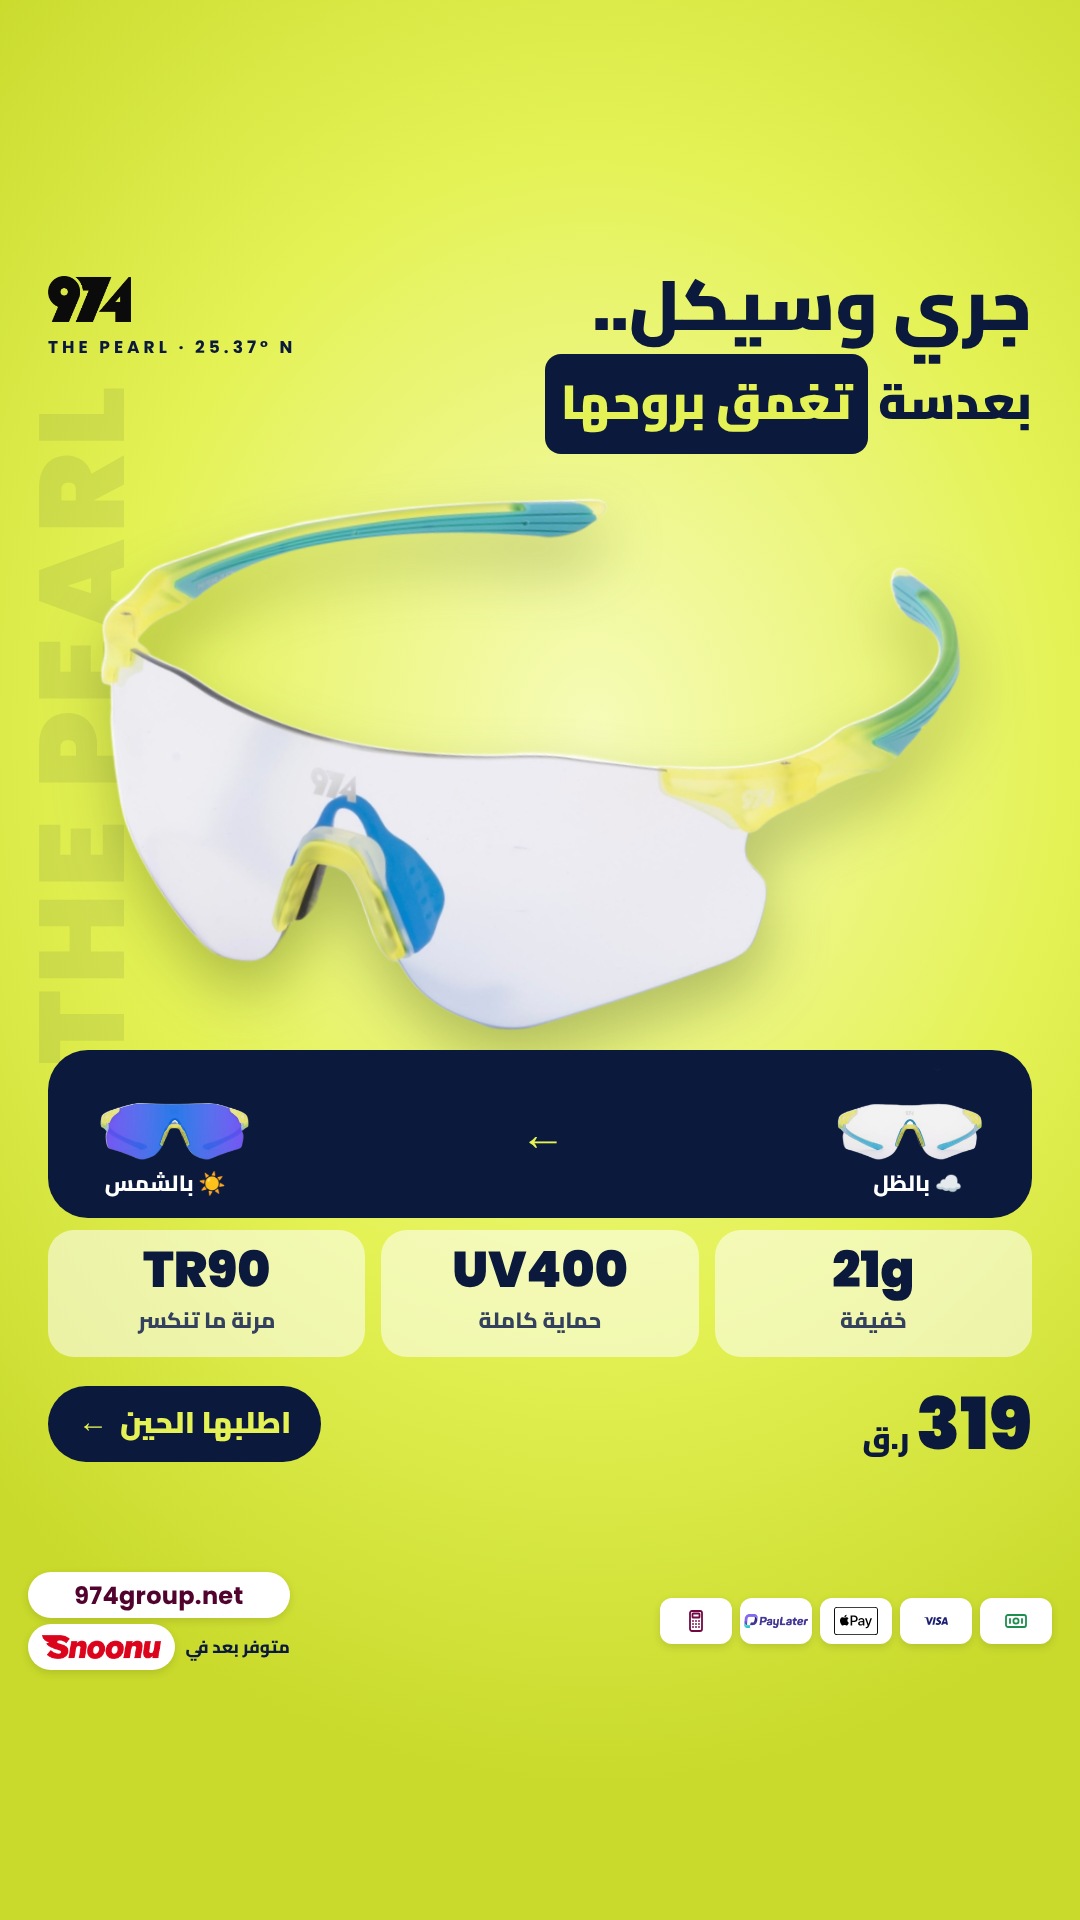 974
THE PEARL · 25.37° N
جري وسيكل..
بعدسة تغمق بروحها
THE PEARL
974
☁️ بالظل
←
☀️ بالشمس
21g
خفيفة
UV400
حماية كاملة
TR90
مرنة ما تنكسر
319 ر.ق
اطلبها الحين ←
974group.net
متوفر بعد في Snoonu
PayLater
Pay
VISA